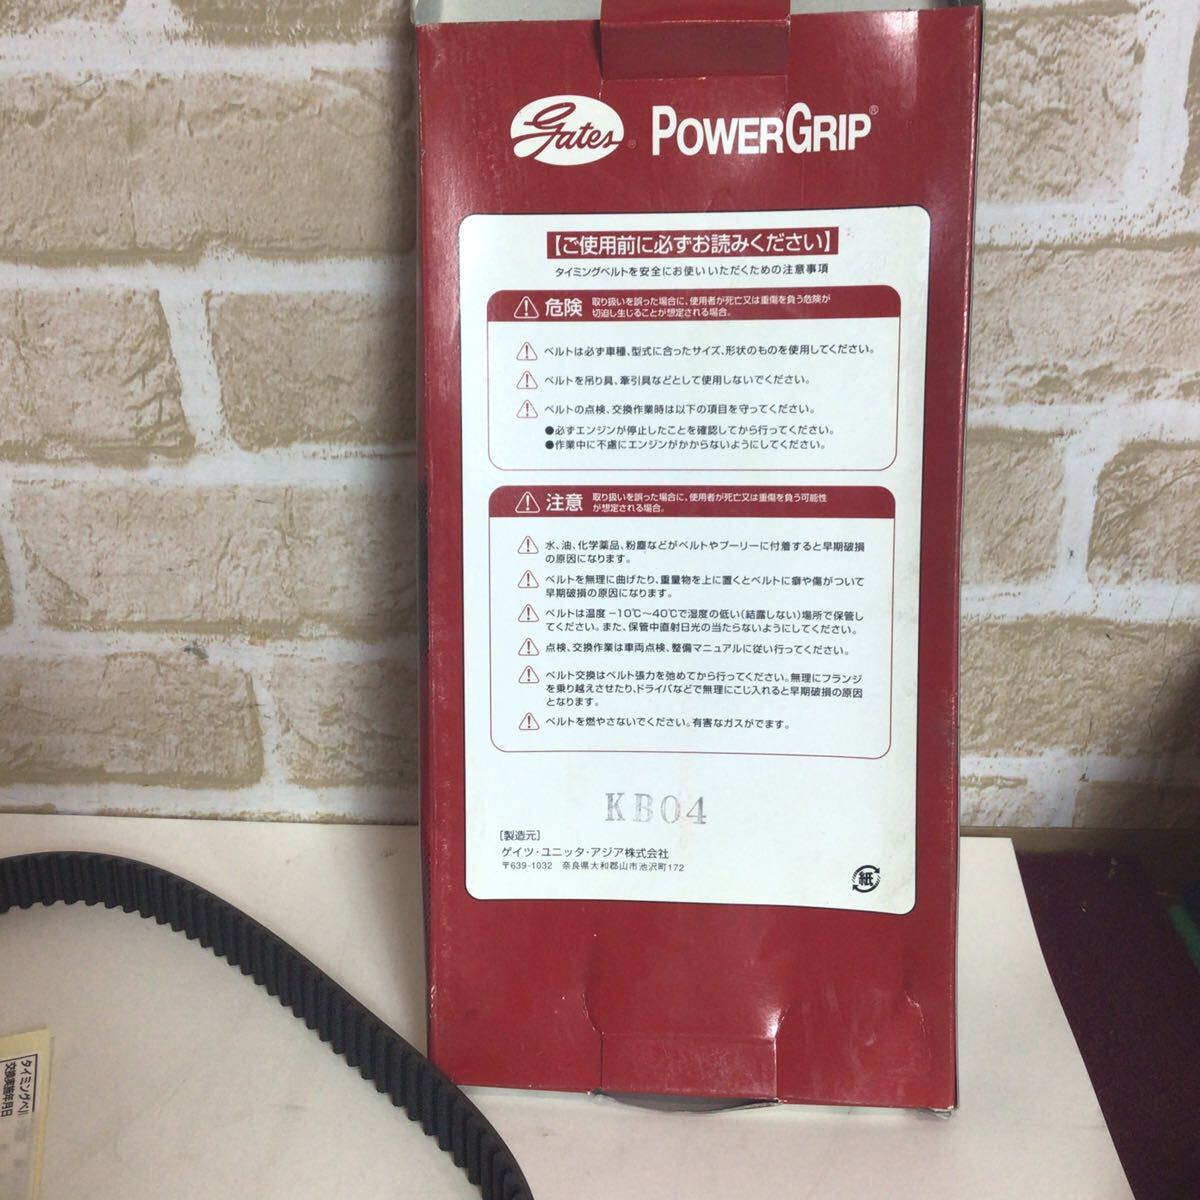 Gates® POWERGRIP®
【ご使用前に必ずお読みください】
タイミングベルトを安全にお使いいただくための注意事項
危険 取り扱いを誤った場合に、使用者が死亡又は重傷を負う危険が
切迫し生じることが想定される場合。
ベルトは必ず車種、型式に合ったサイズ、形状のものを使用してください。
ベルトを吊り具、牽引具などとして使用しないでください。
ベルトの点検、交換作業時は以下の項目を守ってください。
●必ずエンジンが停止したことを確認してから行ってください。
●作業中に不慮にエンジンがかからないようにしてください。
注意 取り扱いを誤った場合に、使用者が死亡又は重傷を負う可能性
が想定される場合。
水、油、化学薬品、粉塵などがベルトやプーリーに付着すると早期破損
の原因になります。
ベルトを無理に曲げたり、重量物を上に置くとベルトに癖や傷がついて
早期破損の原因になります。
ベルトは温度 -10℃〜40℃で湿度の低い(結露しない)場所で保管し
てください。また、保管中直射日光の当たらないようにしてください。
点検、交換作業は車両点検、整備マニュアルに従い行ってください。
ベルト交換はベルト張力を弛めてから行ってください。無理にフランジ
を乗り越えさせたり、ドライバなどで無理にこじ入れると早期破損の原因
となります。
ベルトを燃やさないでください。有害なガスがでます。
KB04
[製造元]
ゲイツ・ユニッタ・アジア株式会社
〒639-1032 奈良県大和郡山市池沢町172
紙
タイミングベル
交換実施年月日